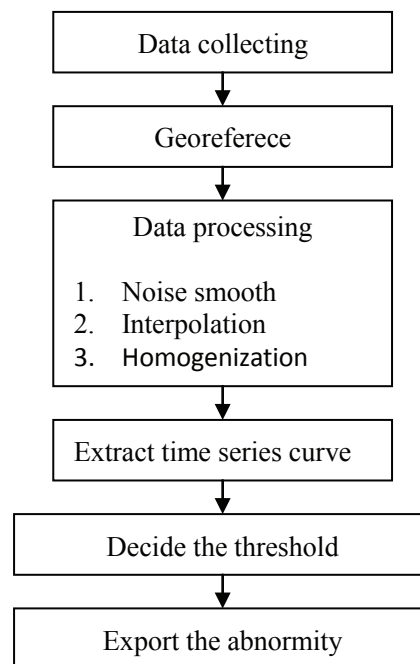 Data collecting
Georeferece
Data processing
1. Noise smooth
2. Interpolation
3. Homogenization
Extract time series curve
Decide the threshold
Export the abnormity